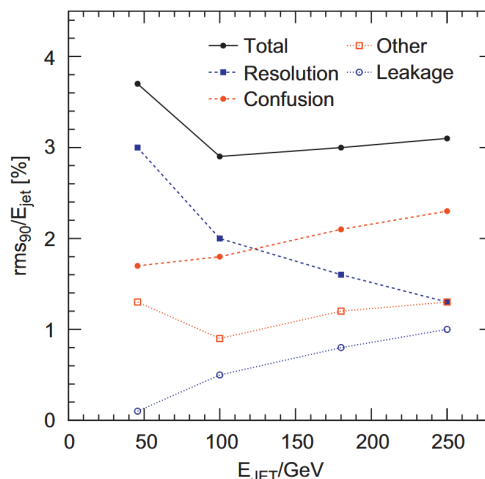 Total
Other
Resolution
Leakage
Confusion
rms90/Ejet [%]
4
3
2
1
0
0 50 100 150 200 250
EJET/GeV